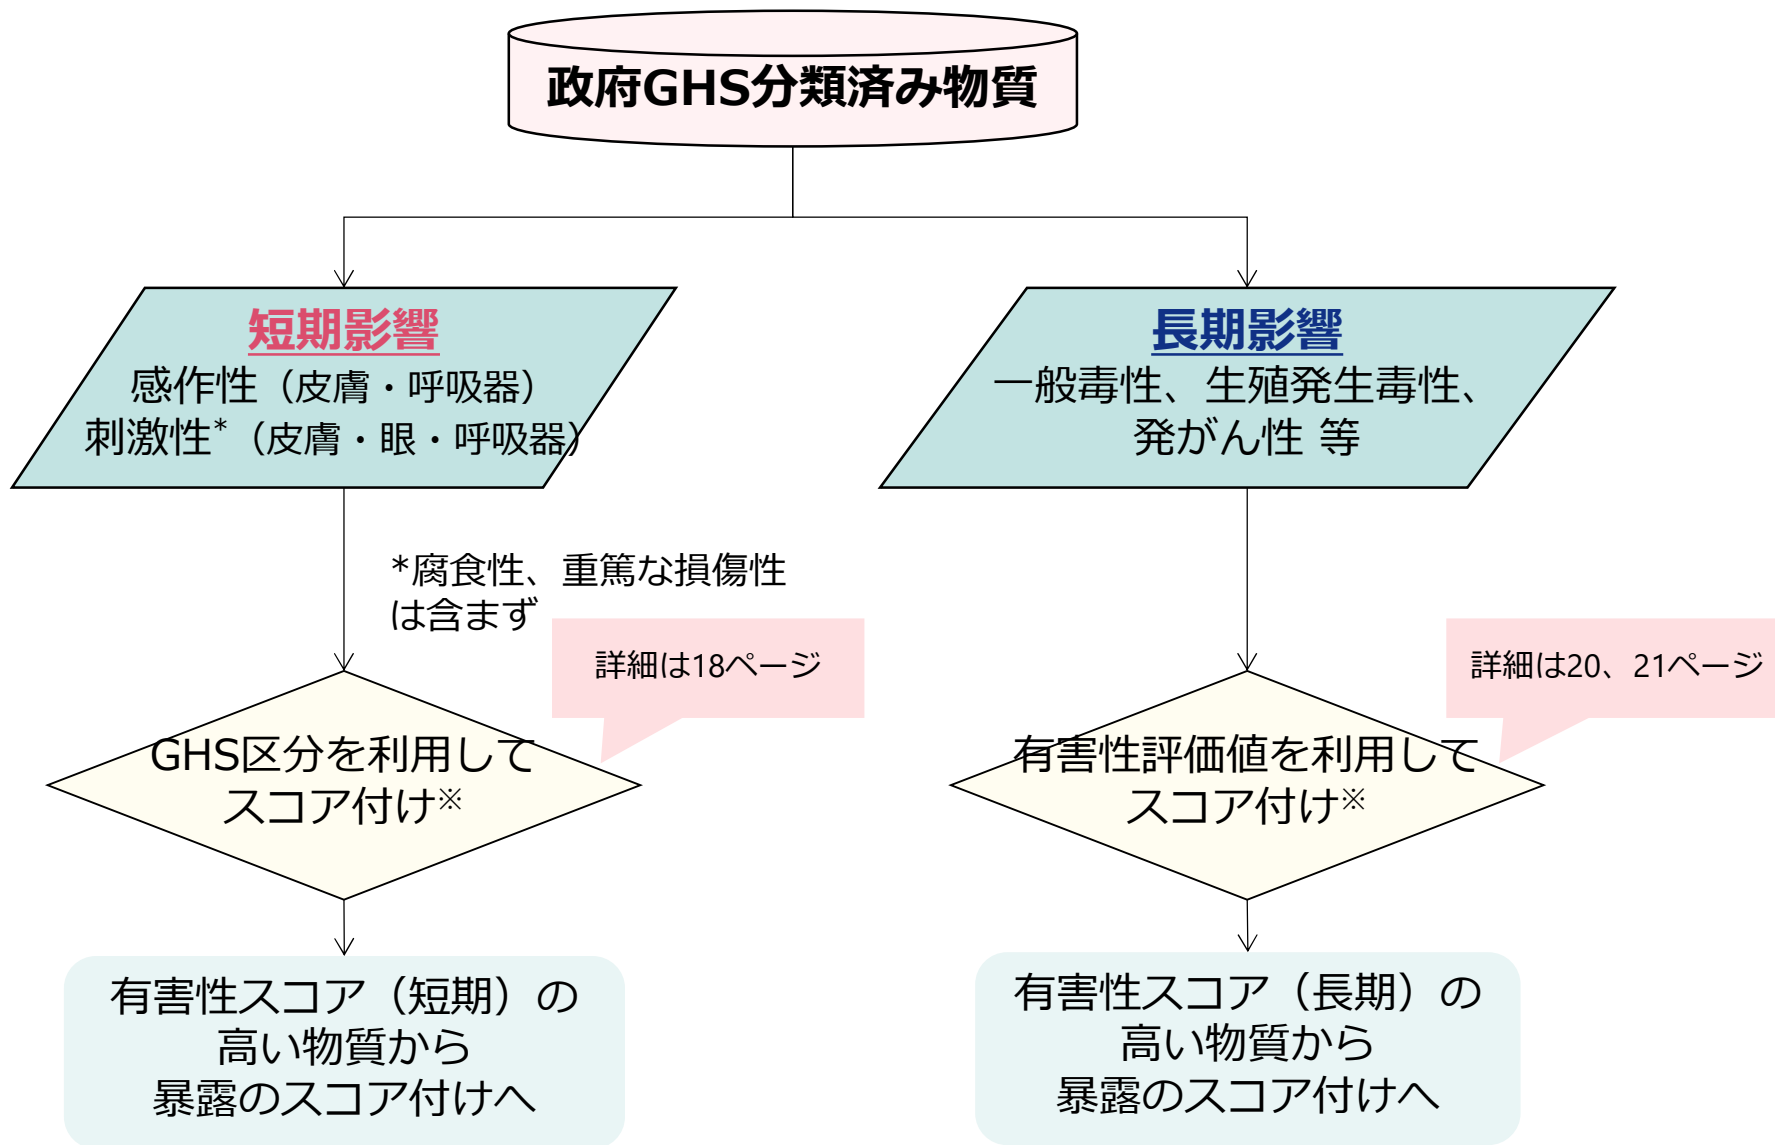 政府GHS分類済み物質
短期影響
感作性（皮膚・呼吸器）
刺激性*（皮膚・眼・呼吸器）
長期影響
一般毒性、生殖発生毒性、
発がん性 等
*腐食性、重篤な損傷性
は含まず
詳細は18ページ
詳細は20、21ページ
GHS区分を利用して
スコア付け※
有害性評価値を利用して
スコア付け※
有害性スコア（短期）の
高い物質から
暴露のスコア付けへ
有害性スコア（長期）の
高い物質から
暴露のスコア付けへ